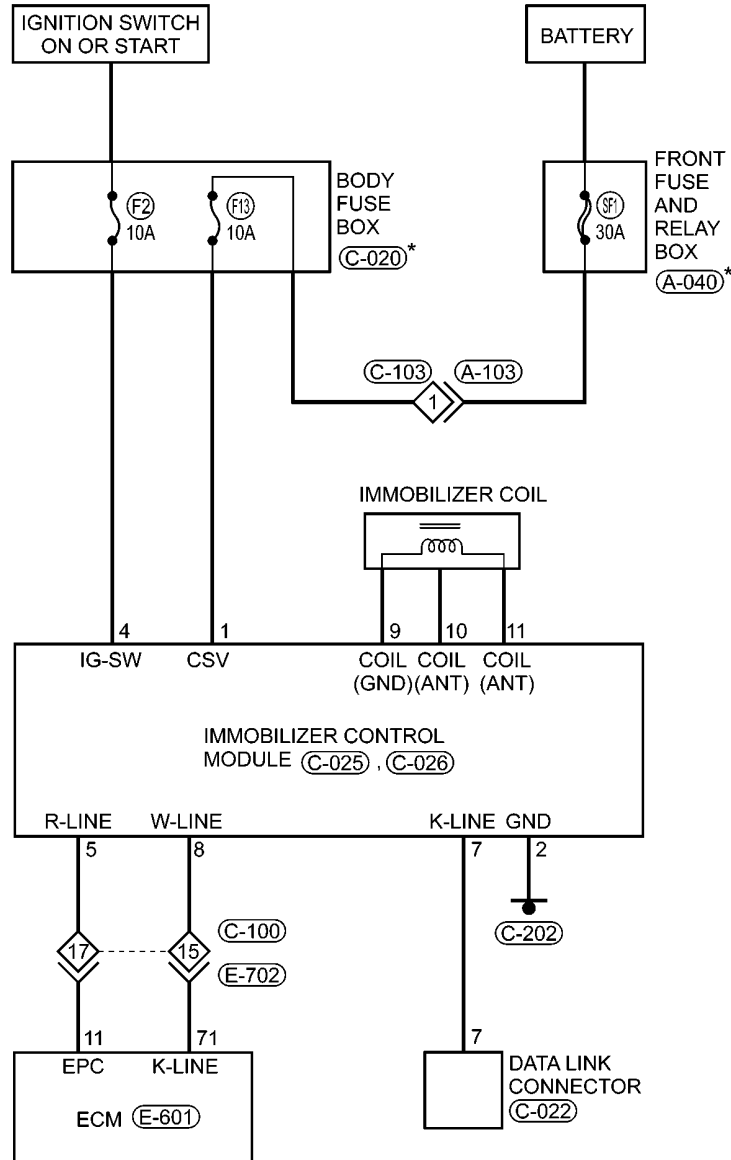 IGNITION SWITCH
ON OR START
BATTERY
F2
10A
F13
10A
BODY
FUSE
BOX
C-020*
SF1
30A
FRONT
FUSE
AND
RELAY
BOX
A-040*
C-103
A-103
1
IMMOBILIZER COIL
4
1
9
10
11
IG-SW
CSV
COIL
(GND)
COIL
(ANT)
COIL
(ANT)
IMMOBILIZER CONTROL
MODULE C-025 , C-026
R-LINE
W-LINE
K-LINE
GND
5
8
7
2
17
15
C-100
E-702
C-202
11
71
7
EPC
K-LINE
ECM E-601
DATA LINK
CONNECTOR
C-022